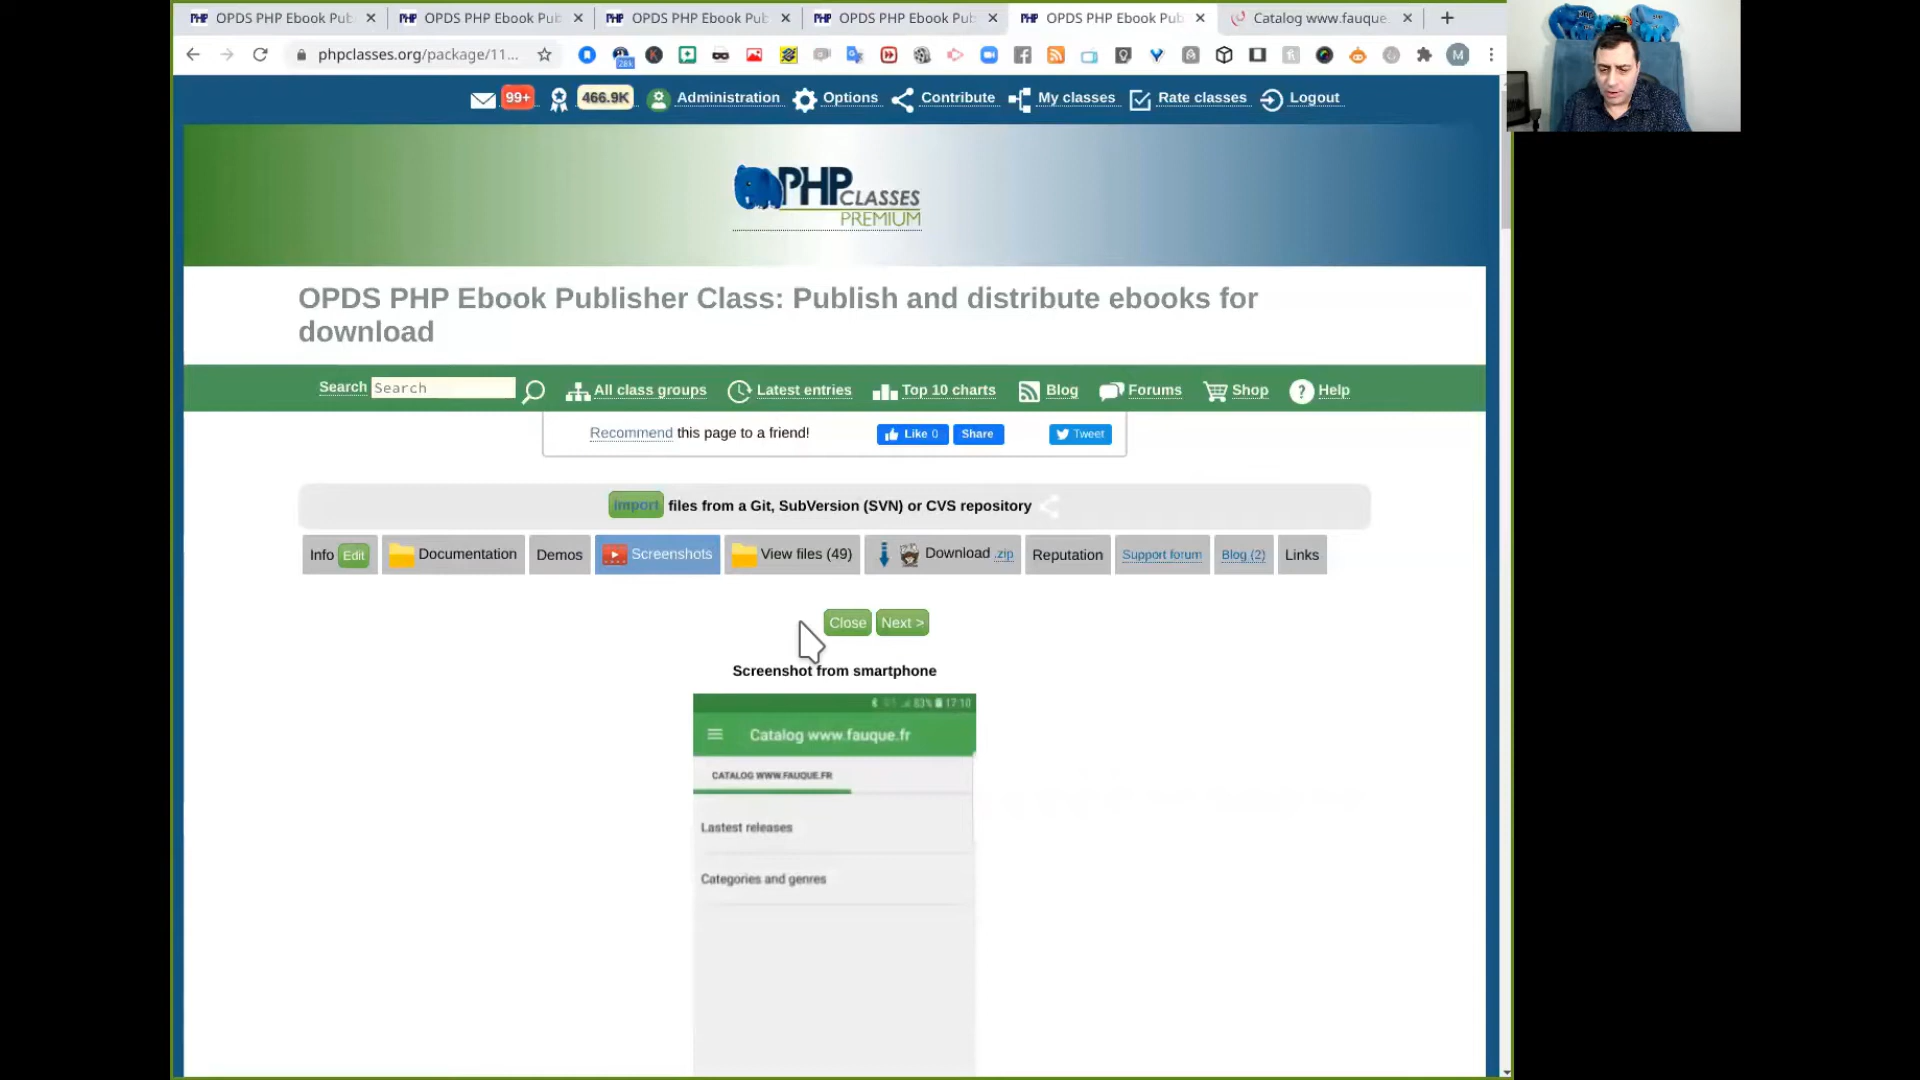 OPDS PHP Ebook Pub
OPDS PHP Ebook Pub
OPDS PHP Ebook Pub
OPDS PHP Ebook Pub
OPDS PHP Ebook Pub
Catalog www.fauque
phpclasses.org/package/11...
28k
M
99+
466.9K
Administration
Options
Contribute
My classes
Rate classes
Logout
PHP CLASSES
PREMIUM
OPDS PHP Ebook Publisher Class: Publish and distribute ebooks for
download
Search
Search
All class groups
Latest entries
Top 10 charts
Blog
Forums
Shop
? Help
Recommend this page to a friend!
Like 0
Share
Tweet
Import files from a Git, SubVersion (SVN) or CVS repository
Info Edit
Documentation
Demos
Screenshots
View files (49)
Download .zip
Reputation
Support forum
Blog (2)
Links
Close
Next >
Screenshot from smartphone
83% 17:10
Catalog www.fauque.fr
CATALOG WWW.FAUQUE.FR
Lastest releases
Categories and genres